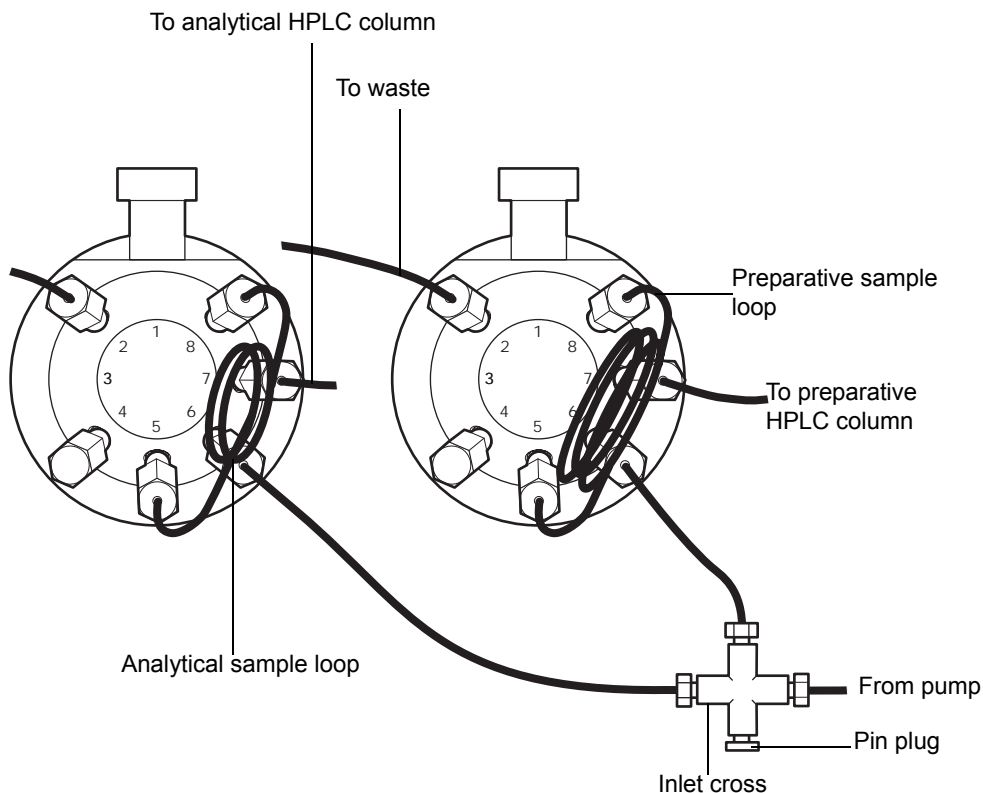 To analytical HPLC column
To waste
Preparative sample
loop
1
2
8
3
7
4
6
5
1
2
8
3
7
4
6
5
To preparative
HPLC column
Analytical sample loop
From pump
Pin plug
Inlet cross